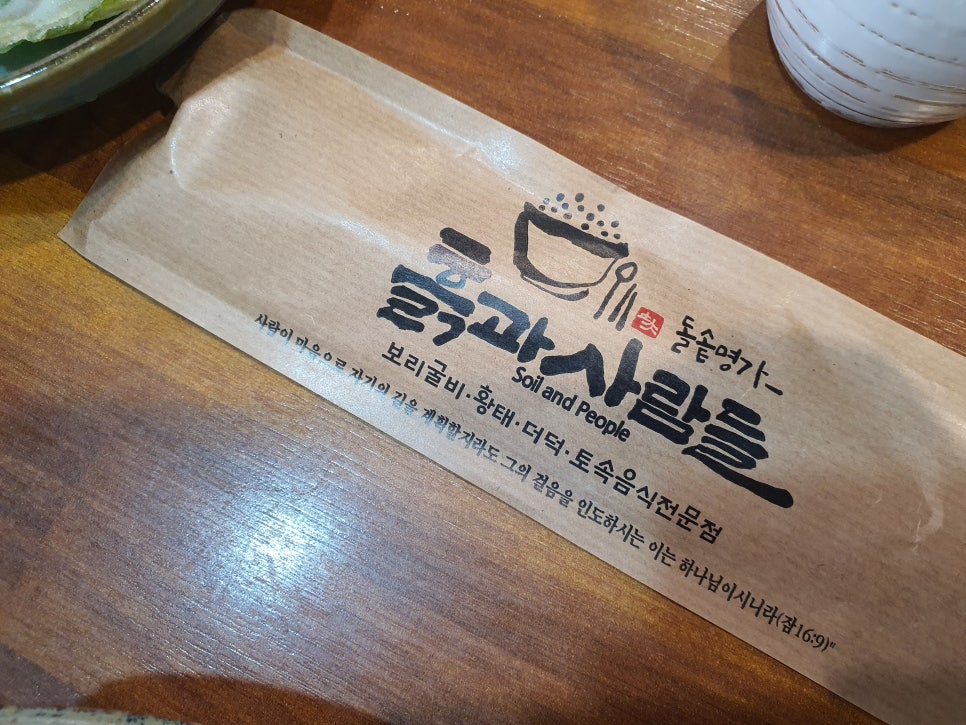 돌솥명가
흙과사람들
Soil and People
보리굴비·황태·더덕·토속음식전문점
사람이 마음으로 자기의 길을 계획할지라도 그의 걸음을 인도하시는 이는 하나님이시니라(잠16:9)"